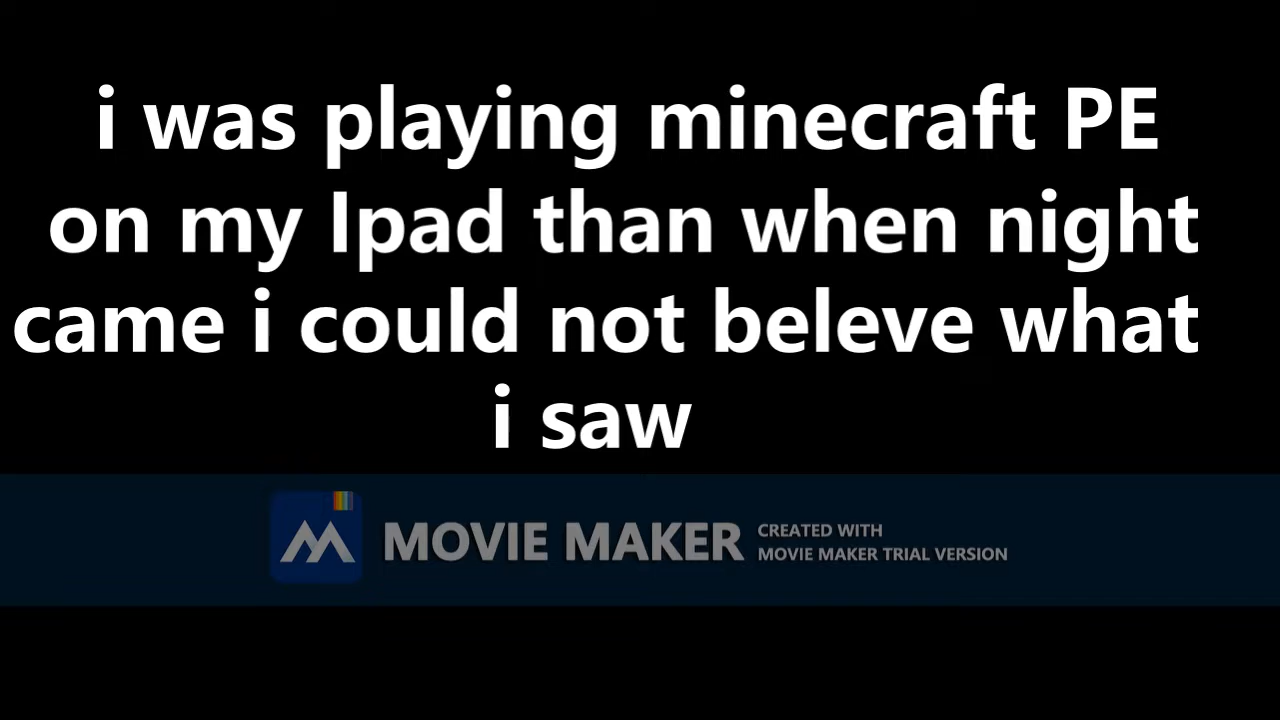 i was playing minecraft PE
on my Ipad than when night
came i could not beleve what
i saw
MOVIE MAKER
CREATED WITH
MOVIE MAKER TRIAL VERSION